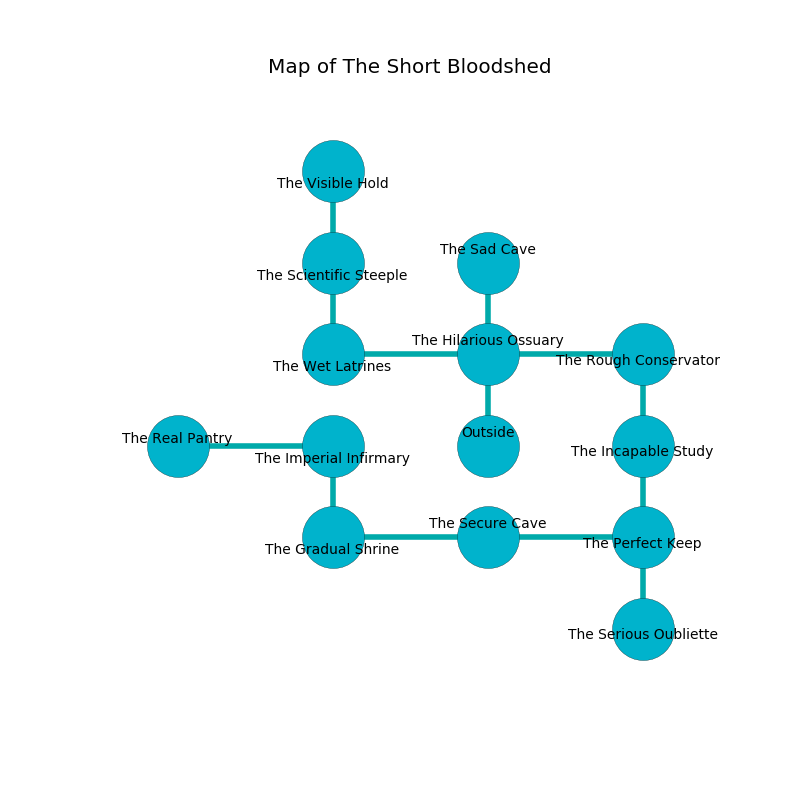 Map of The Short Bloodshed
The Visible Hold
The Sad Cave
The Scientific Steeple
The Hilarious Ossuary
The Rough Conservator
The Wet Latrines
Outside
The Real Pantry
The Incapable Study
The Imperial Infirmary
The Secure Cave
The Perfect Keep
The Gradual Shrine
The Serious Oubliette